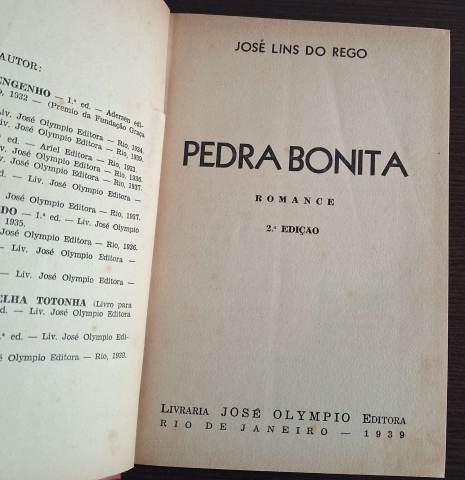 AUTOR:
ENGENHO — 1.ª ed. — Adersen edi-
1932 — (Premio da Fundação Graça
Liv. José Olympio Editora — Rio, 1934.
Liv. José Olympio Editora — Rio, 1939.
ed. — Ariel Editora — Rio, 1933.
José Olympio Editora — Rio, 1936.
José Olympio Editora — Rio, 1937.
ed. — Liv. José Olympio Editora —
José Olympio Editora — Rio, 1937.
DO — 1.ª ed. — Liv. José Olympio
1935.
José Olympio Editora — Rio, 1936.
— Liv. José Olympio Editora —
— Liv. José Olympio Editora —
ELHA TOTONHA (Livro para
ed. — Liv. José Olympio Editora —
ª ed. — Liv. José Olympio Edi-
José Olympio Editora — Rio, 1939.
JOSÉ LINS DO REGO
PEDRA BONITA
ROMANCE
2.ª EDIÇÃO
LIVRARIA JOSÉ OLYMPIO EDITORA
RIO DE JANEIRO — 1939